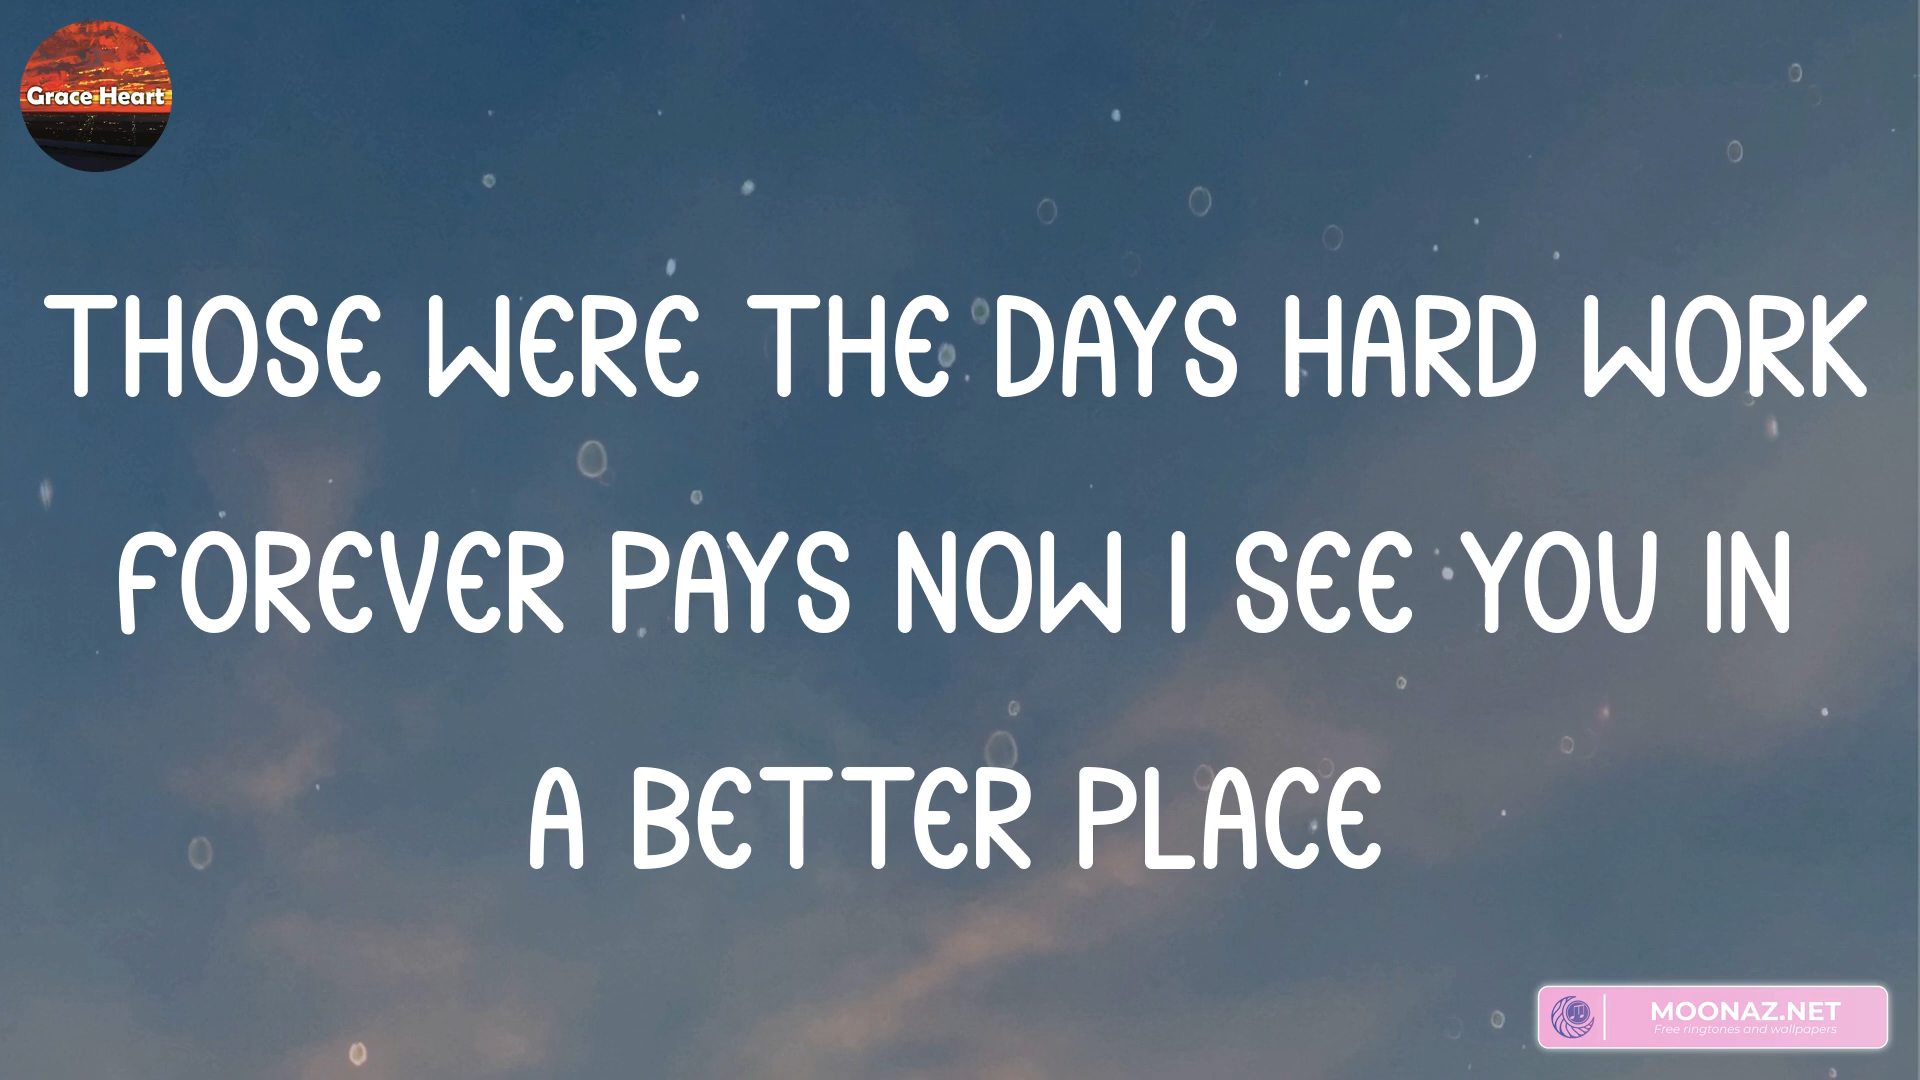 Grace Heart
THOSE WERE THE DAYS HARD WORK
FOREVER PAYS NOW I SEE YOU IN
A BETTER PLACE
MOONAZ.NET
Free ringtones and wallpapers